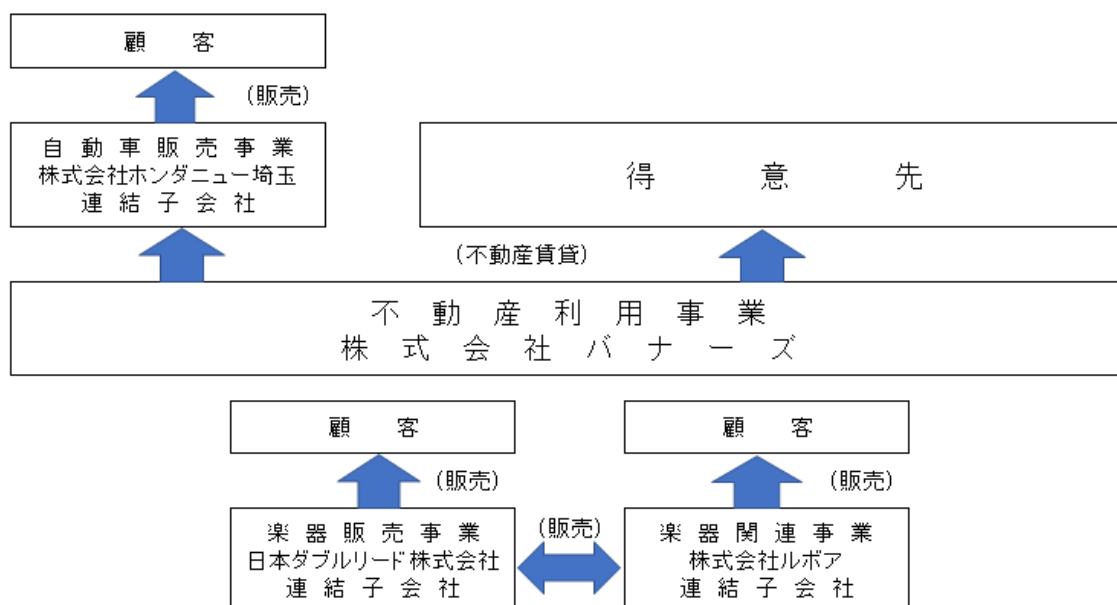 顧客
(販売)
自動車販売事業
株式会社ホンダニュー埼玉
連結子会社
得意先
(不動産賃貸)
不動産利用事業
株式会社バナーズ
顧客
顧客
(販売)
(販売)
楽器販売事業
日本ダブルリード株式会社
連結子会社
(販売)
楽器関連事業
株式会社ルボア
連結子会社